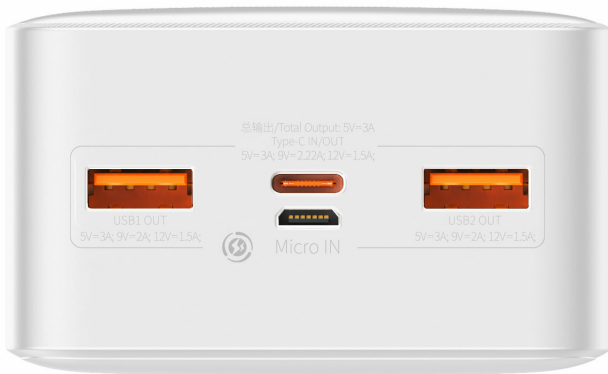 总输出/Total Output: 5V=3A
Type-C IN/OUT
5V=3A; 9V=2.22A; 12V=1.5A;
USB1 OUT
5V=3A; 9V=2A; 12V=1.5A;
USB2 OUT
5V=3A; 9V=2A; 12V=1.5A;
Micro IN